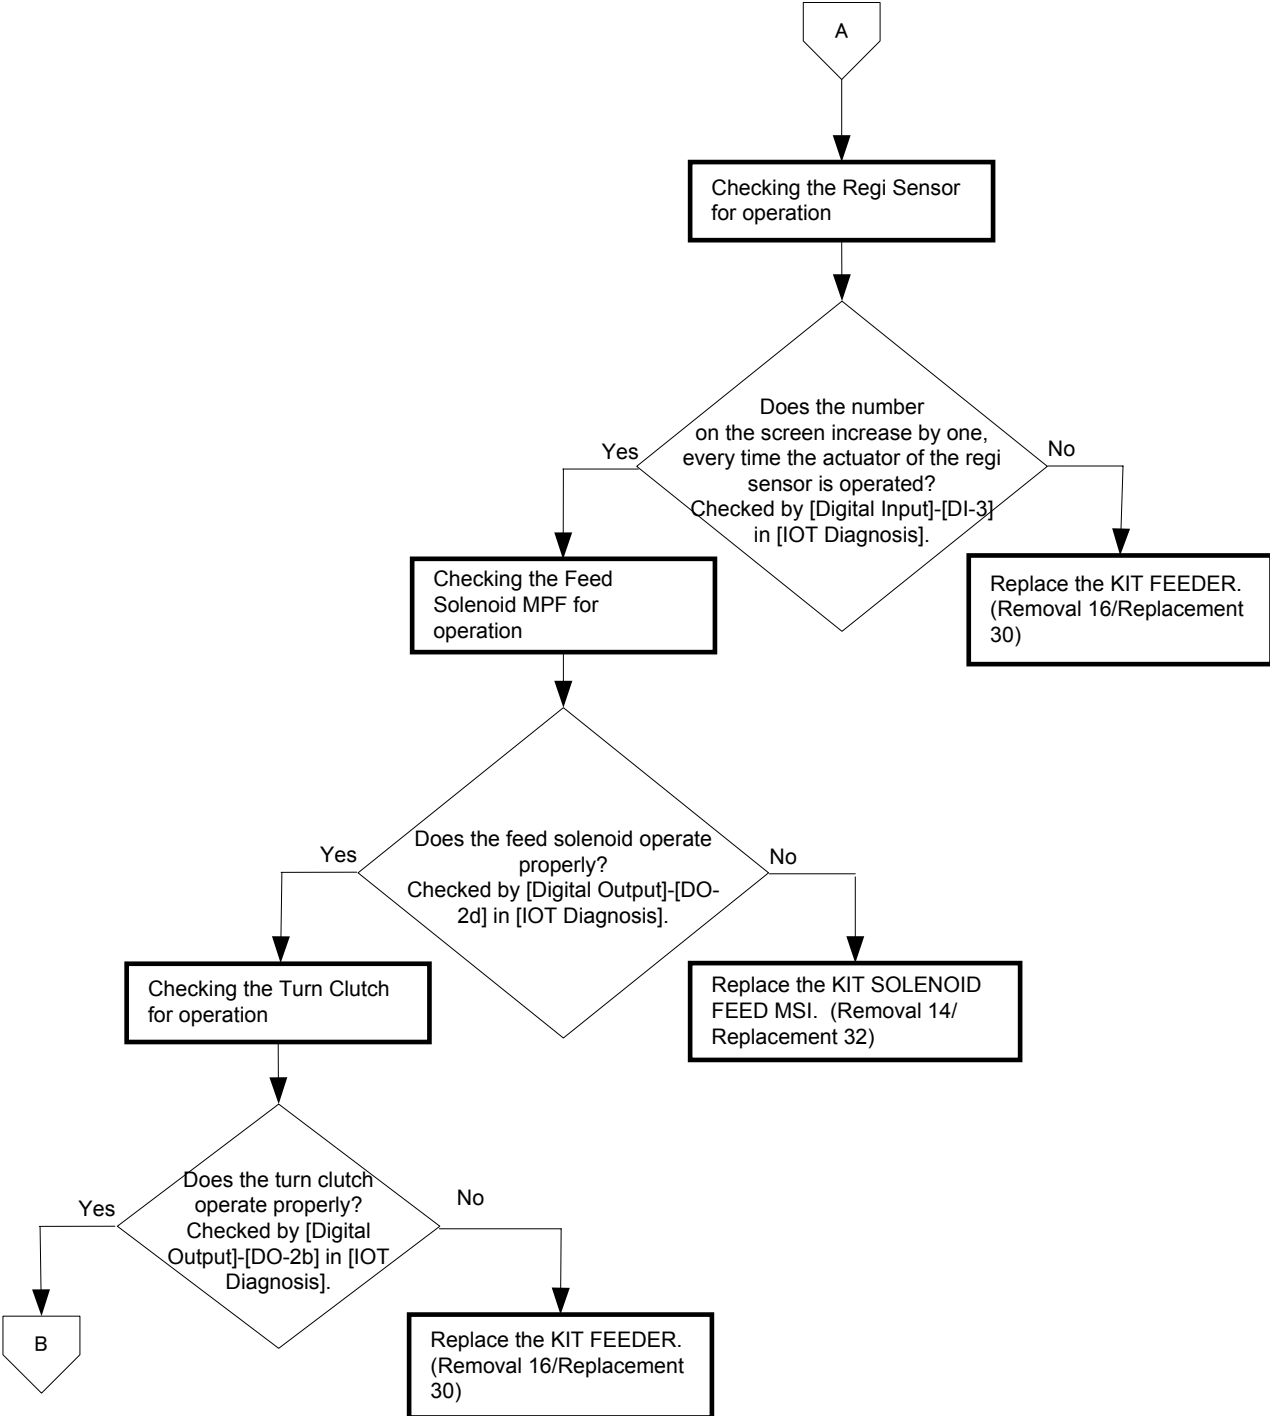 A
Checking the Regi Sensor
for operation
Does the number
on the screen increase by one,
every time the actuator of the regi
sensor is operated?
Checked by [Digital Input]-[DI-3]
in [IOT Diagnosis].
Yes
No
Checking the Feed
Solenoid MPF for
operation
Replace the KIT FEEDER.
(Removal 16/Replacement
30)
Does the feed solenoid operate
properly?
Checked by [Digital Output]-[DO-
2d] in [IOT Diagnosis].
Yes
No
Checking the Turn Clutch
for operation
Replace the KIT SOLENOID
FEED MSI.  (Removal 14/
Replacement 32)
Does the turn clutch
operate properly?
Checked by [Digital
Output]-[DO-2b] in [IOT
Diagnosis].
Yes
No
B
Replace the KIT FEEDER.
(Removal 16/Replacement
30)